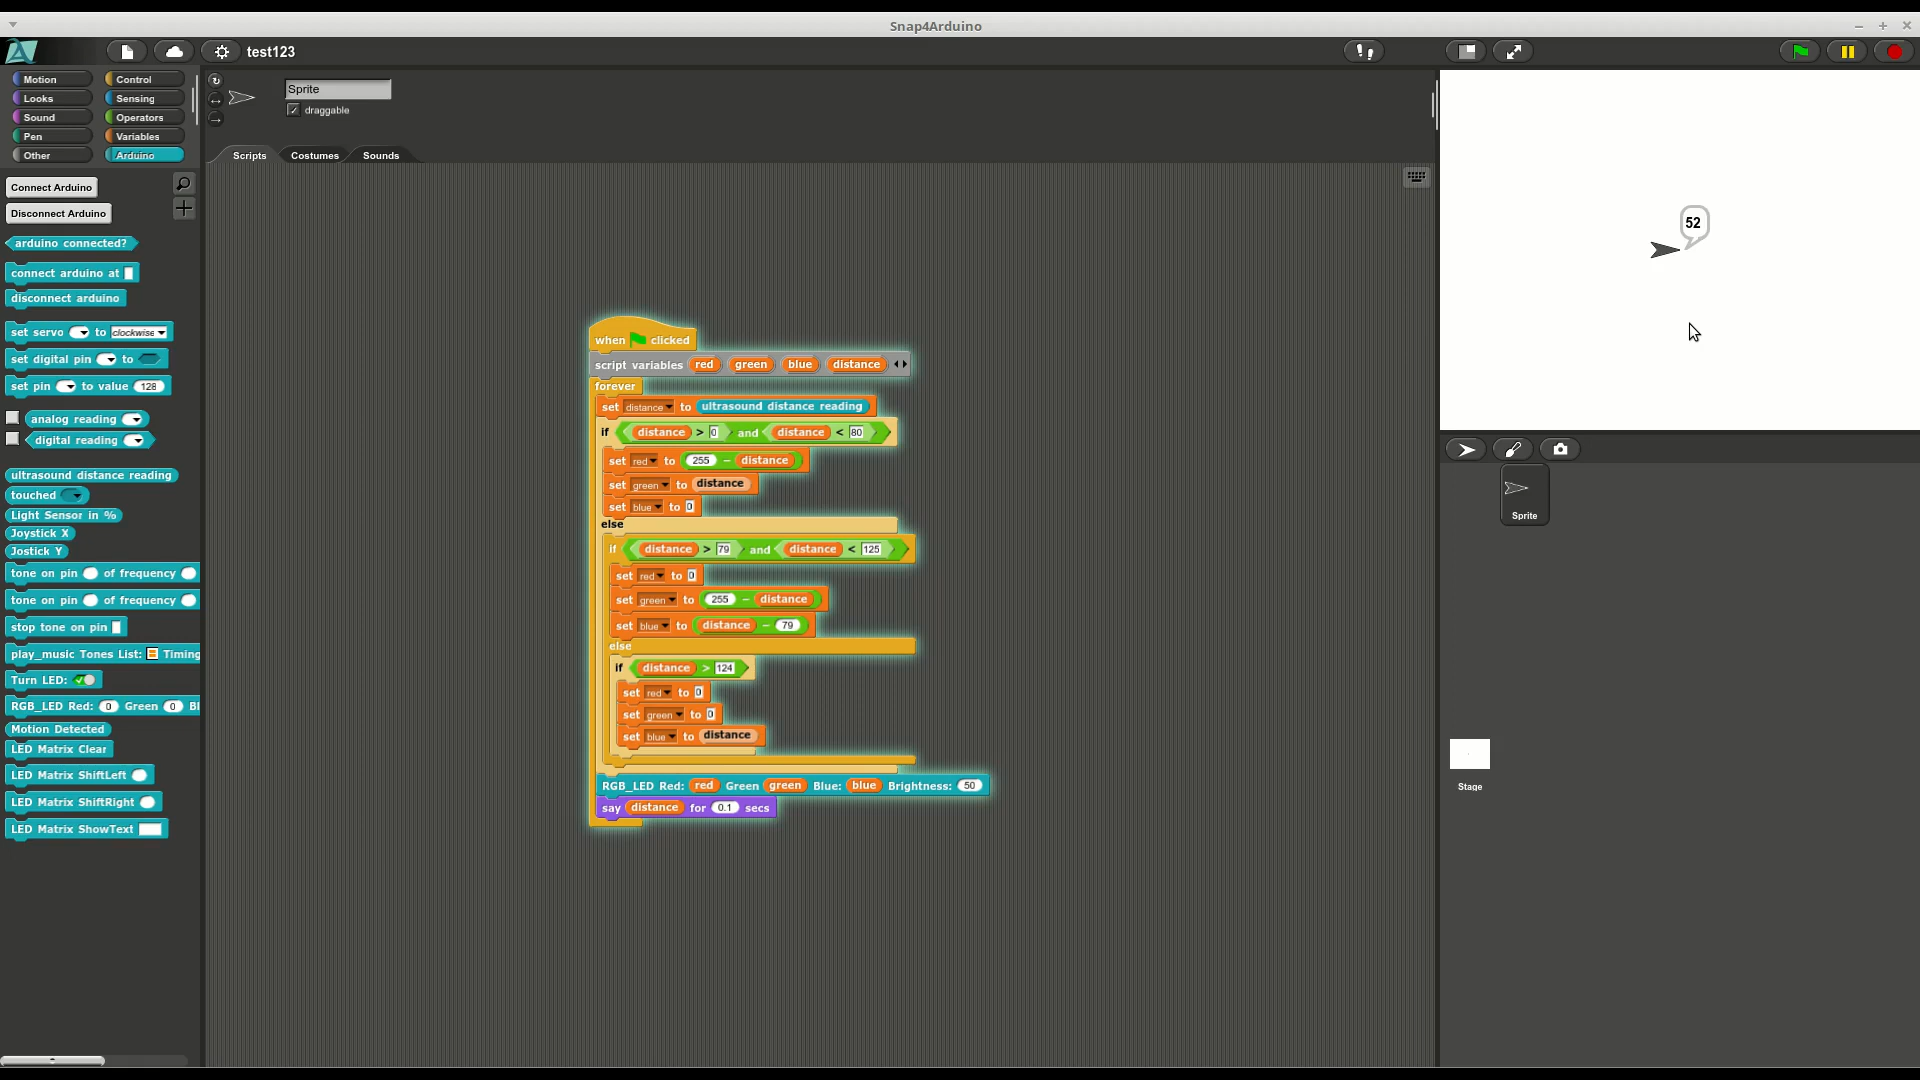 Snap4Arduino
test123
Motion
Control
Looks
Sensing
Sound
Operators
Pen
Variables
Other
Arduino
Sprite
draggable
Scripts
Costumes
Sounds
Connect Arduino
Disconnect Arduino
arduino connected?
connect arduino at
disconnect arduino
set servo to clockwise
set digital pin to
set pin to value 128
analog reading
digital reading
ultrasound distance reading
touched
Light Sensor in %
Joystick X
Jostick Y
tone on pin of frequency
tone on pin of frequency
stop tone on pin
play_music Tones List: Timing
Turn LED:
RGB_LED Red: 0 Green 0 Bl
Motion Detected
LED Matrix Clear
LED Matrix ShiftLeft
LED Matrix ShiftRight
LED Matrix ShowText
when clicked
script variables red green blue distance
forever
set distance to ultrasound distance reading
if distance > 0 and distance < 80
set red to 255 - distance
set green to distance
set blue to 0
else
if distance > 79 and distance < 125
set red to 0
set green to 255 - distance
set blue to distance - 79
else
if distance > 124
set red to 0
set green to 0
set blue to distance
RGB_LED Red: red Green green Blue: blue Brightness: 50
say distance for 0.1 secs
52
Sprite
Stage